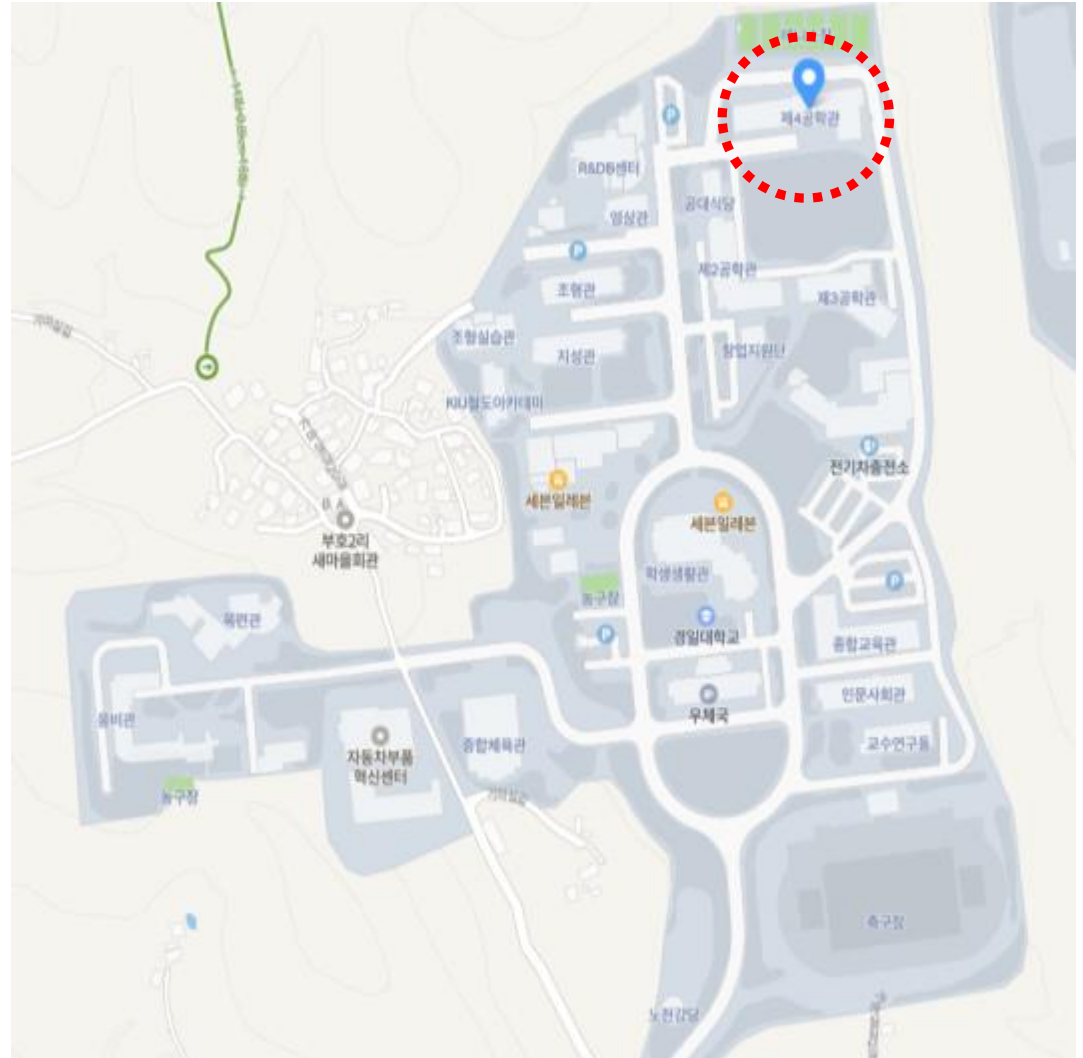 제4공학관
R&DB센터
공대식당
영상관
제2공학관
조형관
제3공학관
조형실습관
지성관
창업지원단
KIU철도아카데미
전기차충전소
세븐일레븐
세븐일레븐
부호2리
새마을회관
학생생활관
농구장
경일대학교
종합교육관
인문사회관
우체국
교수연구동
종합체육관
자동차부품
혁신센터
농구장
축구장
노천강당